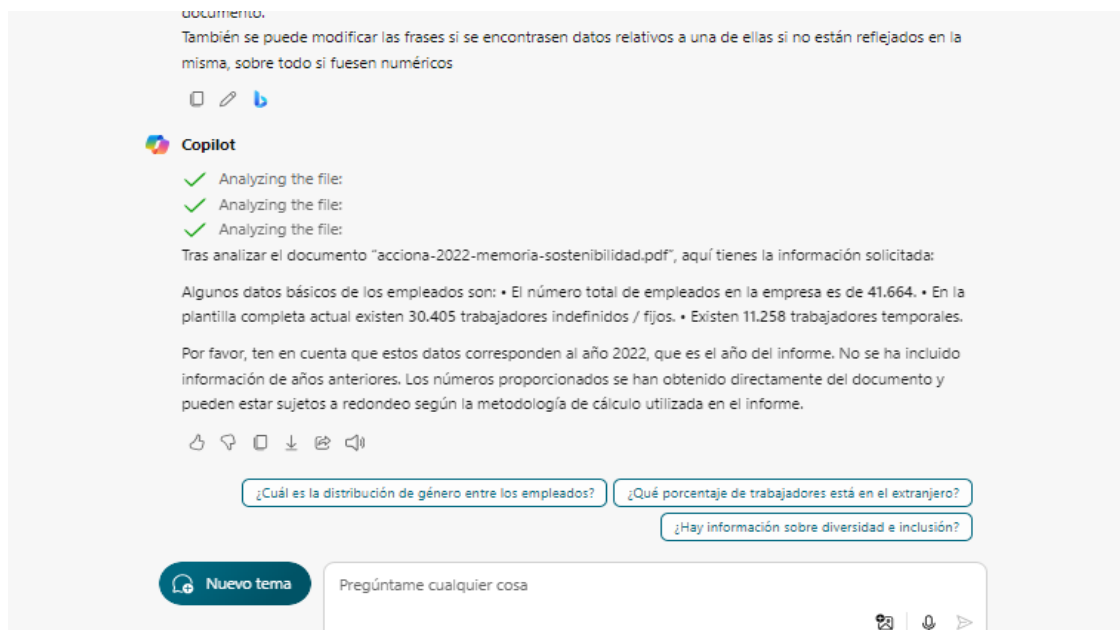 documento.
También se puede modificar las frases si se encontrasen datos relativos a una de ellas si no están reflejados en la
misma, sobre todo si fuesen numéricos
Copilot
Analyzing the file:
Analyzing the file:
Analyzing the file:
Tras analizar el documento “acciona-2022-memoria-sostenibilidad.pdf”, aquí tienes la información solicitada:
Algunos datos básicos de los empleados son: • El número total de empleados en la empresa es de 41.664. • En la
plantilla completa actual existen 30.405 trabajadores indefinidos / fijos. • Existen 11.258 trabajadores temporales.
Por favor, ten en cuenta que estos datos corresponden al año 2022, que es el año del informe. No se ha incluido
información de años anteriores. Los números proporcionados se han obtenido directamente del documento y
pueden estar sujetos a redondeo según la metodología de cálculo utilizada en el informe.
¿Cuál es la distribución de género entre los empleados?
¿Qué porcentaje de trabajadores está en el extranjero?
¿Hay información sobre diversidad e inclusión?
Nuevo tema
Pregúntame cualquier cosa